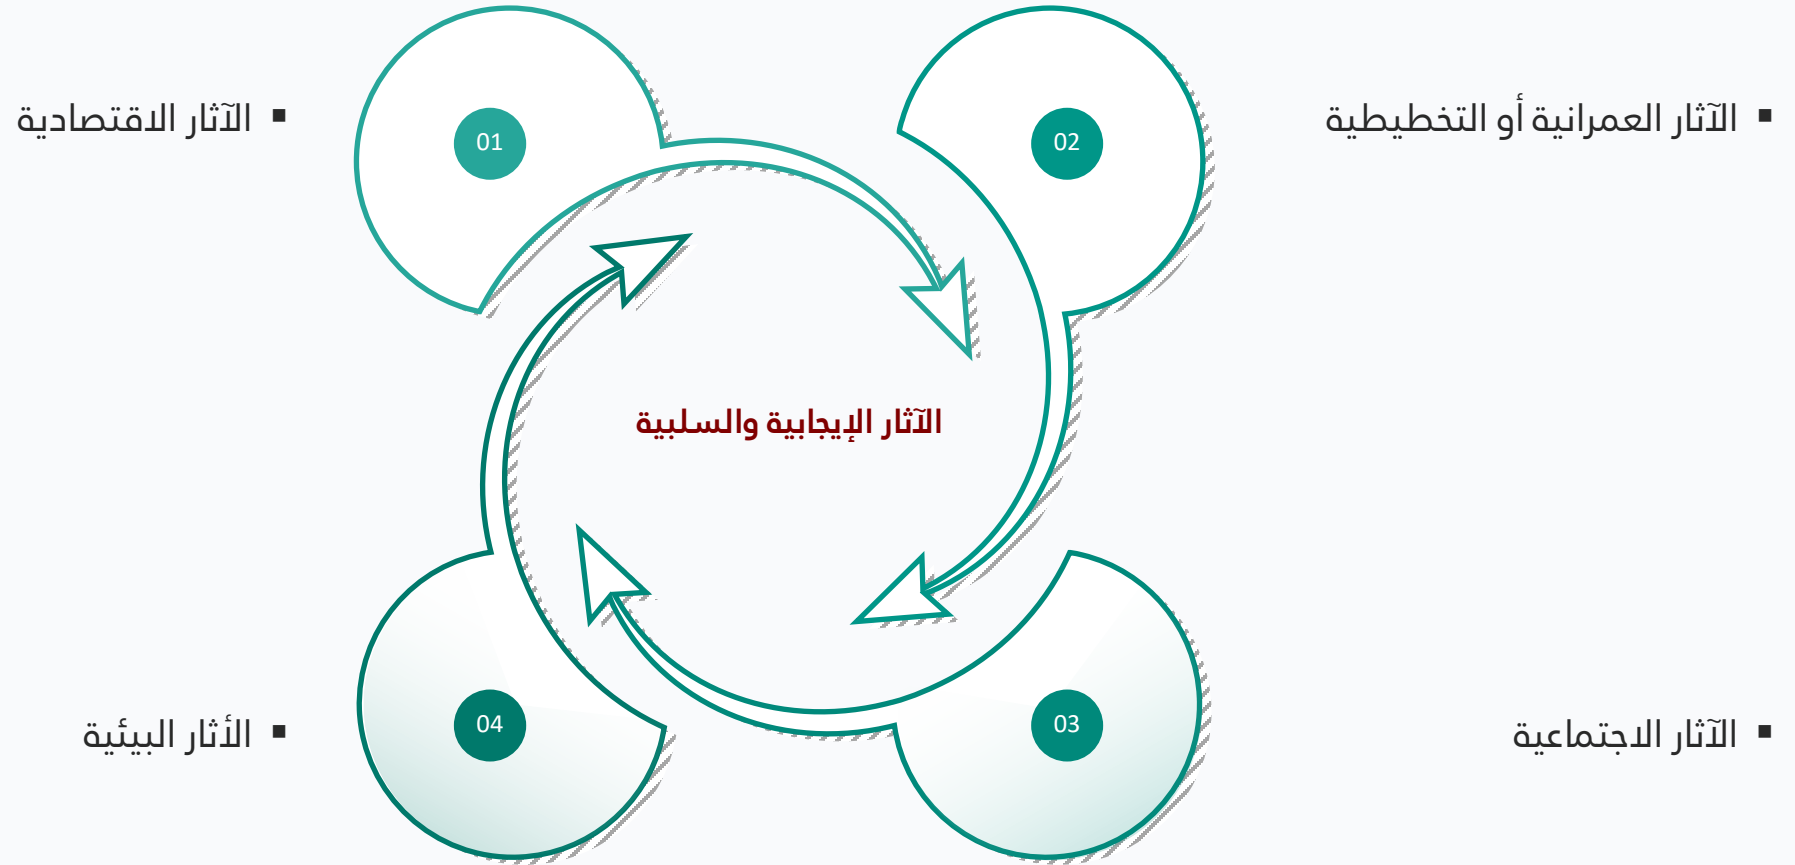 الآثار الاقتصادية
01
02
الآثار العمرانية أو التخطيطية
الآثار الإيجابية والسلبية
03
الآثار الاجتماعية
04
الأثار البيئية